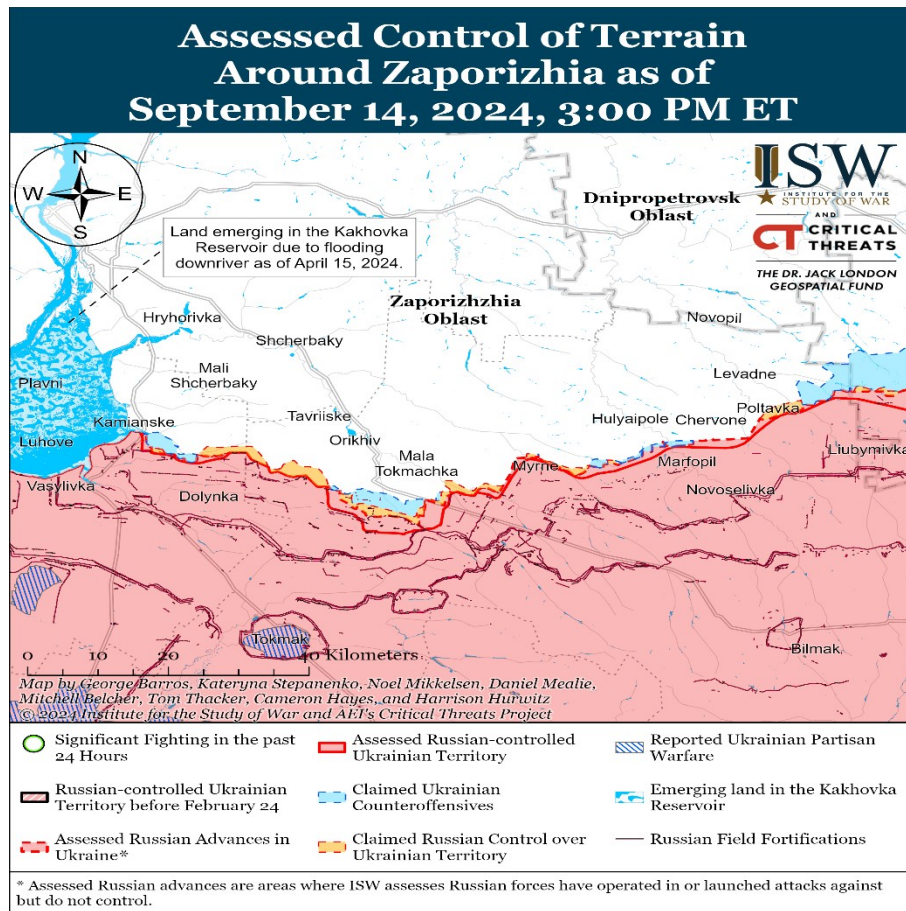 Assessed Control of Terrain
Around Zaporizhia as of
September 14, 2024, 3:00 PM ET
N
W
E
S
Land emerging in the Kakhovka
Reservoir due to flooding
downriver as of April 15, 2024.
Dnipropetrovsk
Oblast
ISW
INSTITUTE FOR THE
STUDY OF WAR
AND
CT CRITICAL
THREATS
THE DR. JACK LONDON
GEOSPATIAL FUND
Zaporizhzhia
Oblast
Hryhorivka
Shcherbaky
Novopil
Mali
Shcherbaky
Levadne
Plavni
Tavriiske
Poltavka
Kamianske
Hulyaipole
Chervone
Orikhiv
Luhove
Mala
Tokmachka
Liubymivka
Myrne
Marfopil
Vasylivka
Dolynka
Novoselivka
Tokmak
Bilmak
0 10 20 40 Kilometers
Map by George Barros, Kateryna Stepanenko, Noel Mikkelsen, Daniel Mealie,
Mitchell Belcher, Tom Thacker, Cameron Hayes, and Harrison Hurwitz
© 2024 Institute for the Study of War and AEI's Critical Threats Project
Significant Fighting in the past
24 Hours
Assessed Russian-controlled
Ukrainian Territory
Reported Ukrainian Partisan
Warfare
Russian-controlled Ukrainian
Territory before February 24
Claimed Ukrainian
Counteroffensives
Emerging land in the Kakhovka
Reservoir
Assessed Russian Advances in
Ukraine*
Claimed Russian Control over
Ukrainian Territory
Russian Field Fortifications
* Assessed Russian advances are areas where ISW assesses Russian forces have operated in or launched attacks against
but do not control.